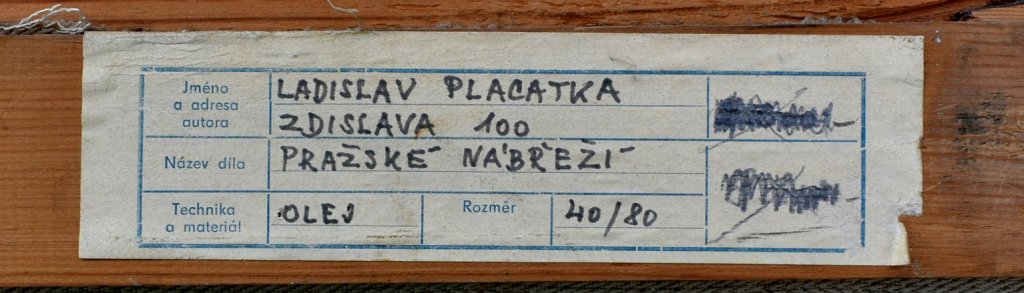 Jméno
a adresa
autora
LADISLAV PLACATKA
ZDISLAVA 100
Název díla
PRAŽSKÉ NÁBŘEŽÍ
Technika
a materiál
OLEJ
Rozměr
40/80